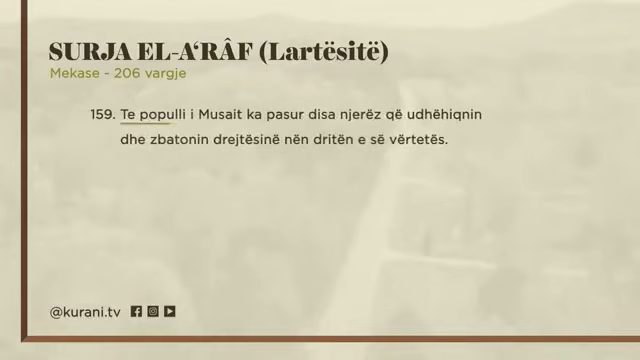 SURJA EL-A‘RÂF (Lartësitë)
Mekase - 206 vargje
159. Te populli i Musait ka pasur disa njerëz që udhëhiqnin
dhe zbatonin drejtësinë nën dritën e së vërtetës.
@kurani.tv